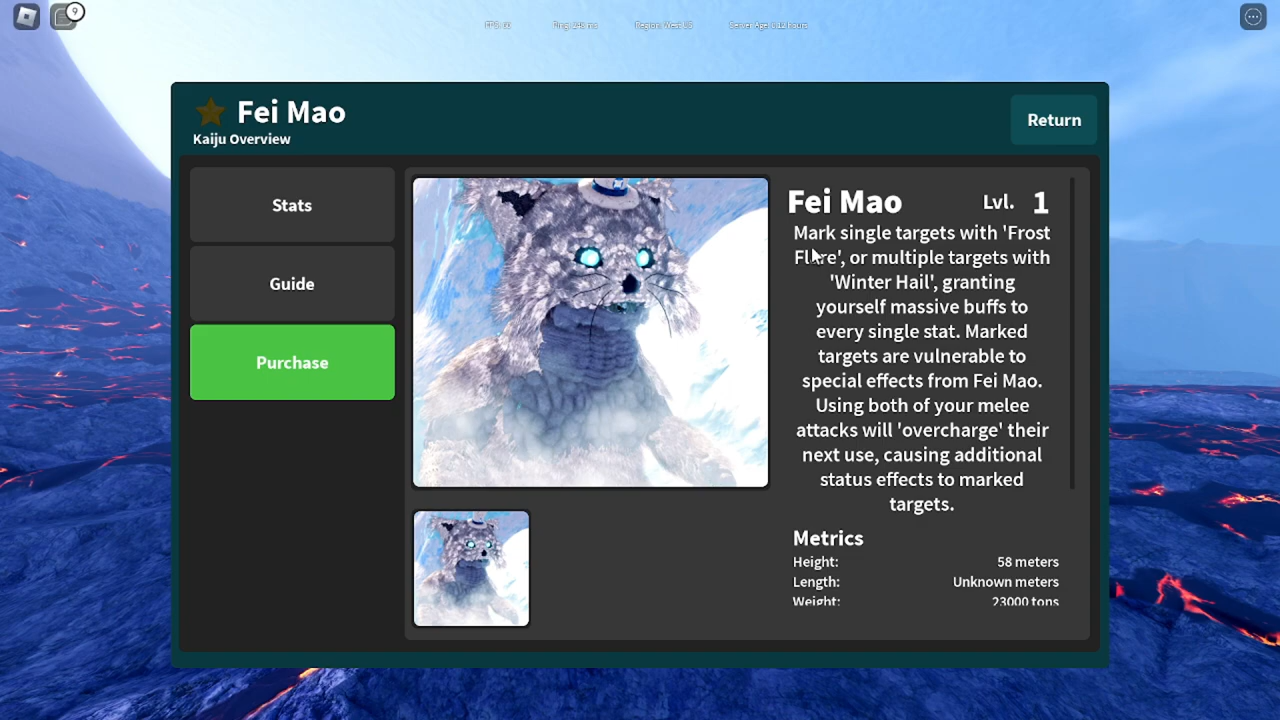 9
Fei Mao
Kaiju Overview
Return
Stats
Guide
Purchase
Fei Mao Lvl. 1
Mark single targets with 'Frost
Flare', or multiple targets with
'Winter Hail', granting
yourself massive buffs to
every single stat. Marked
targets are vulnerable to
special effects from Fei Mao.
Using both of your melee
attacks will 'overcharge' their
next use, causing additional
status effects to marked
targets.
Metrics
Height: 58 meters
Length: Unknown meters
Weight: 23000 tons